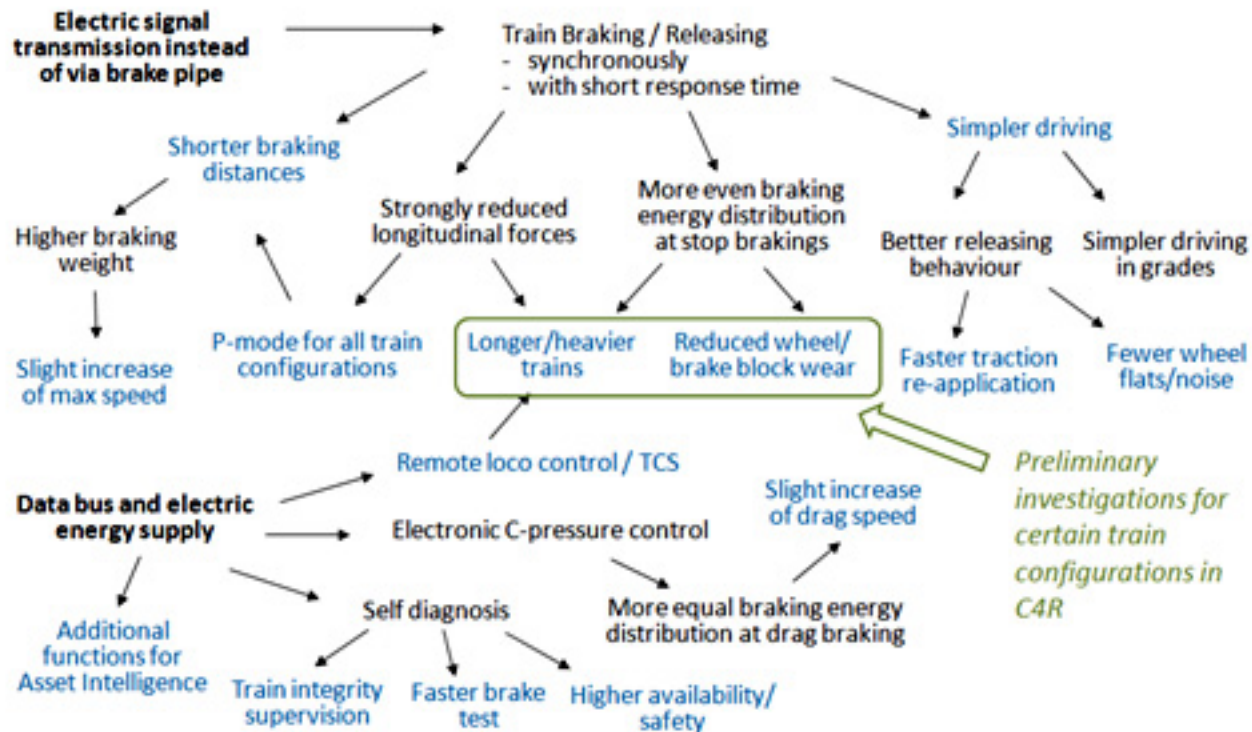 Electric signal
transmission instead
of via brake pipe
Train Braking / Releasing
- synchronously
- with short response time
Shorter braking
distances
Simpler driving
Higher braking
weight
Strongly reduced
longitudinal forces
More even braking
energy distribution
at stop brakings
Better releasing
behaviour
Simpler driving
in grades
Slight increase
of max speed
P-mode for all train
configurations
Longer/heavier
trains
Reduced wheel/
brake block wear
Faster traction
re-application
Fewer wheel
flats/noise
Remote loco control / TCS
Data bus and electric
energy supply
Electronic C-pressure control
Slight increase
of drag speed
Preliminary
investigations for
certain train
configurations in
C4R
Self diagnosis
More equal braking energy
distribution at drag braking
Additional
functions for
Asset Intelligence
Train integrity
supervision
Faster brake
test
Higher availability/
safety